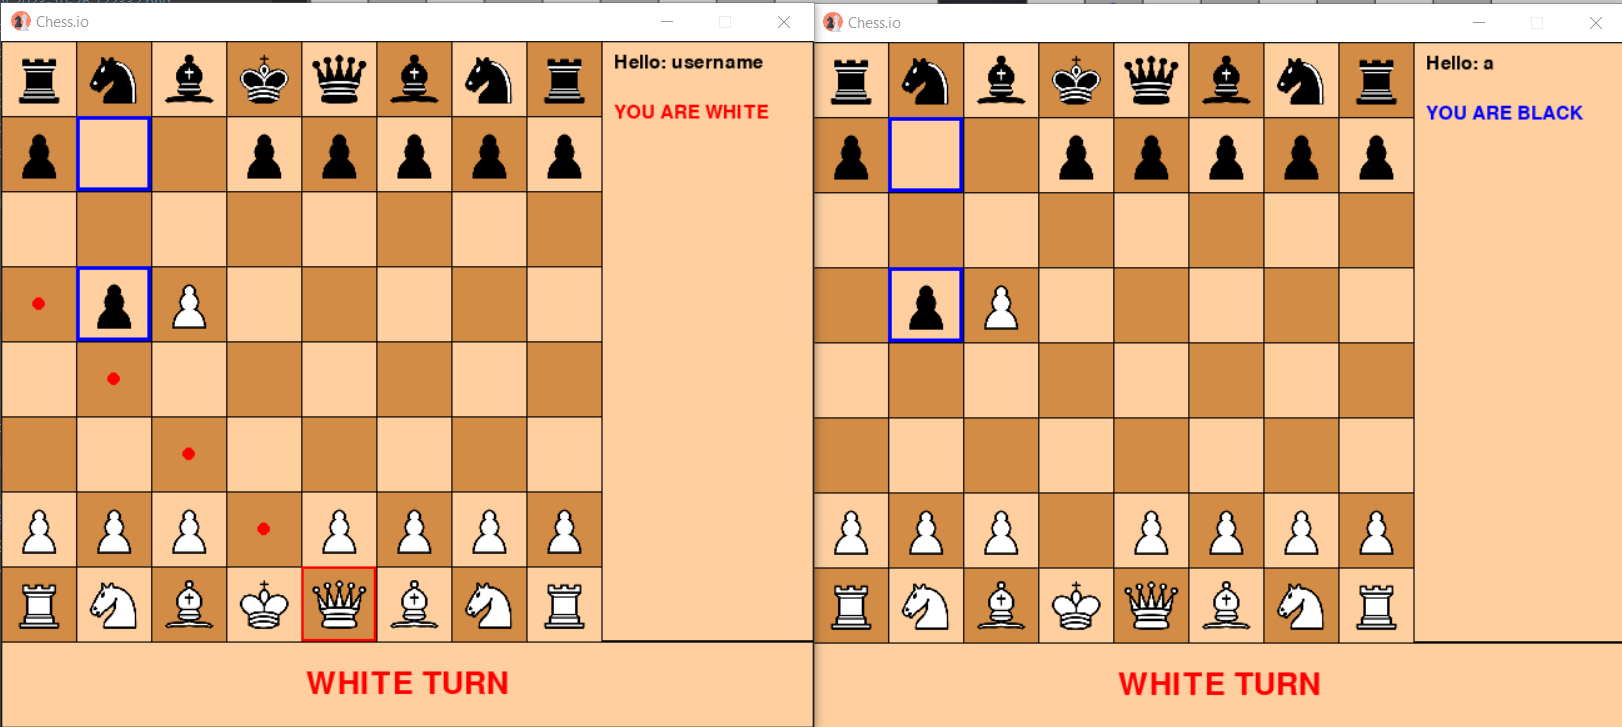 Chess.io
Hello: username
YOU ARE WHITE
WHITE TURN
Chess.io
Hello: a
YOU ARE BLACK
WHITE TURN